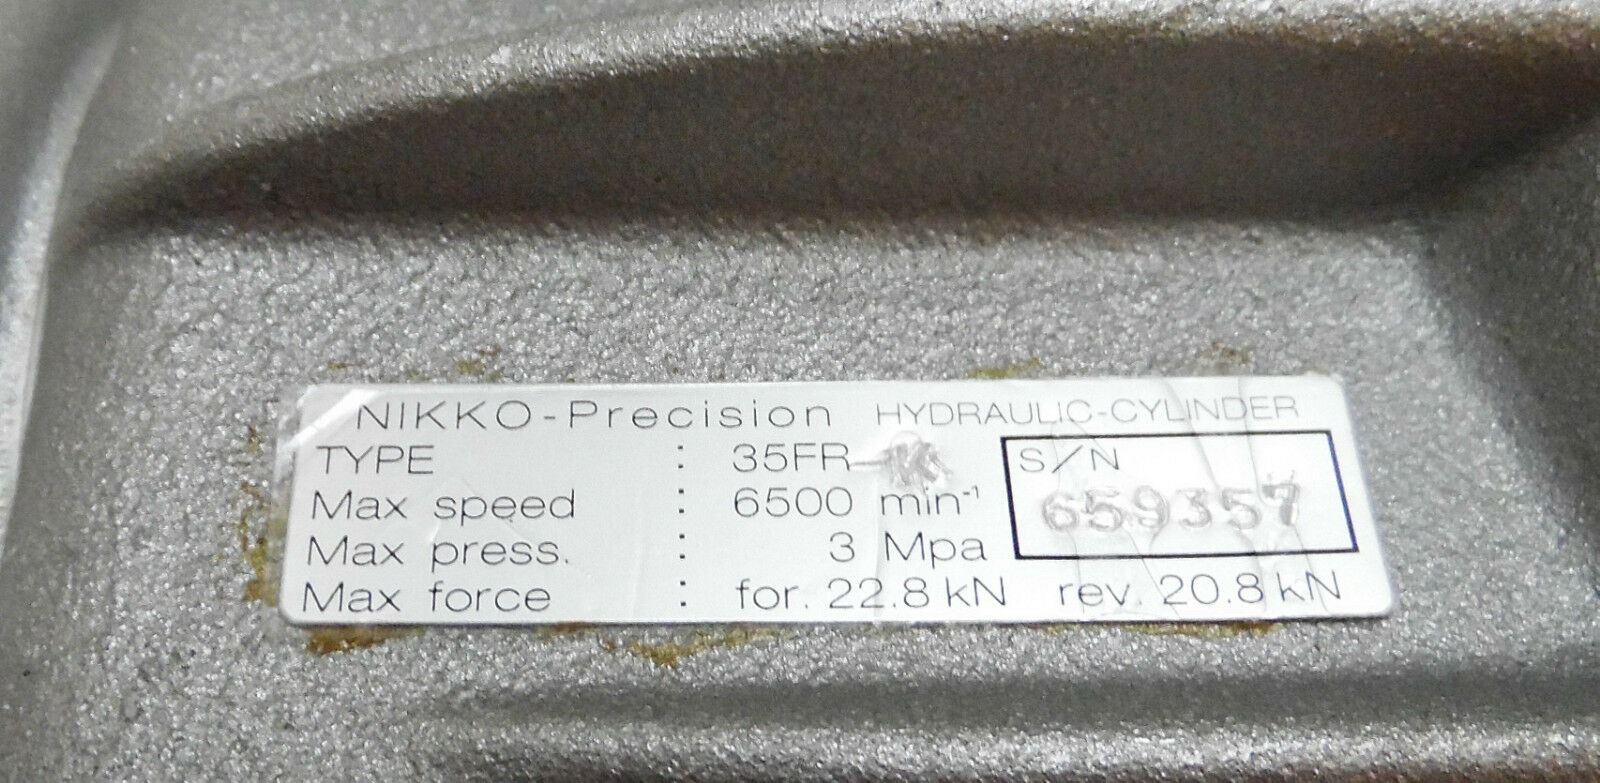 NIKKO-Precision HYDRAULIC-CYLINDER
TYPE : 35FR-K S/N
Max speed : 6500 min⁻¹ 659357
Max press. : 3 Mpa
Max force : for. 22.8 kN rev. 20.8 kN